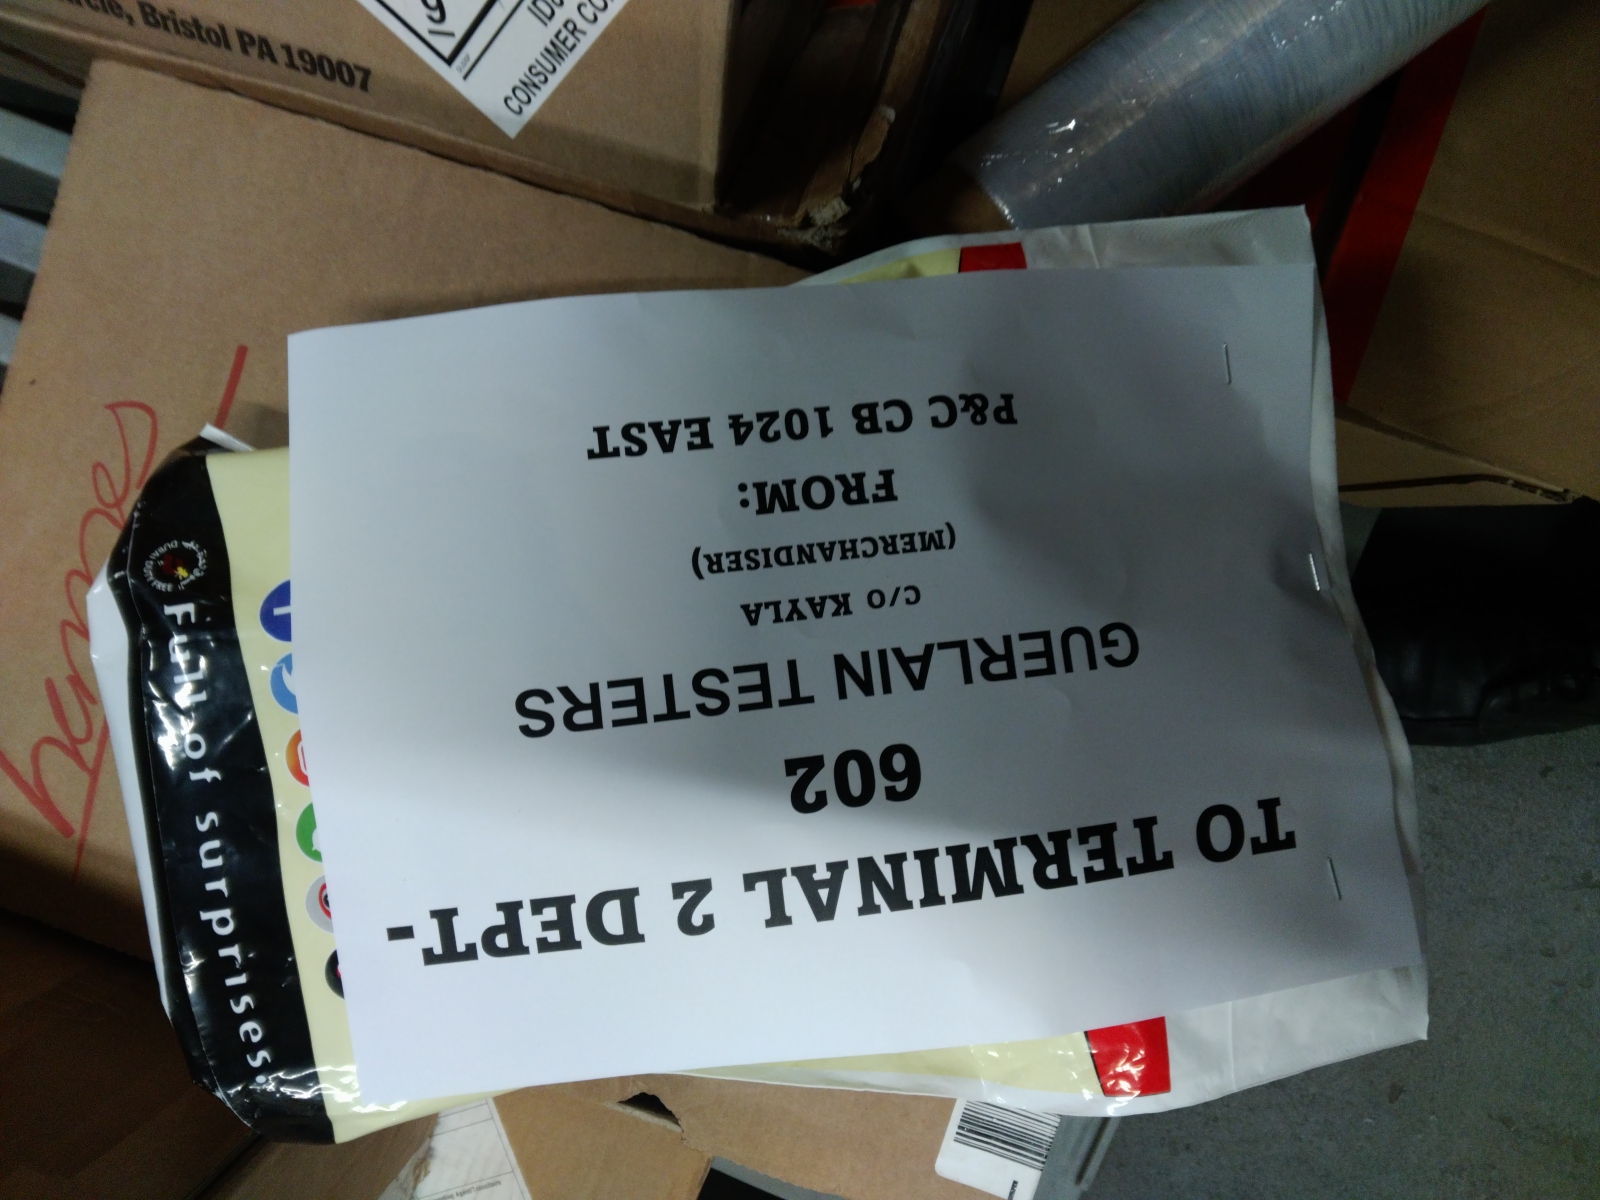 TO TERMINAL 2 DEPT-
602
GUERLAIN TESTERS
C/O KAYLA
(MERCHANDISER)
FROM:
P&C CB 1024 EAST
Full of surprises.
Bristol PA 19007
CONSUMER
9